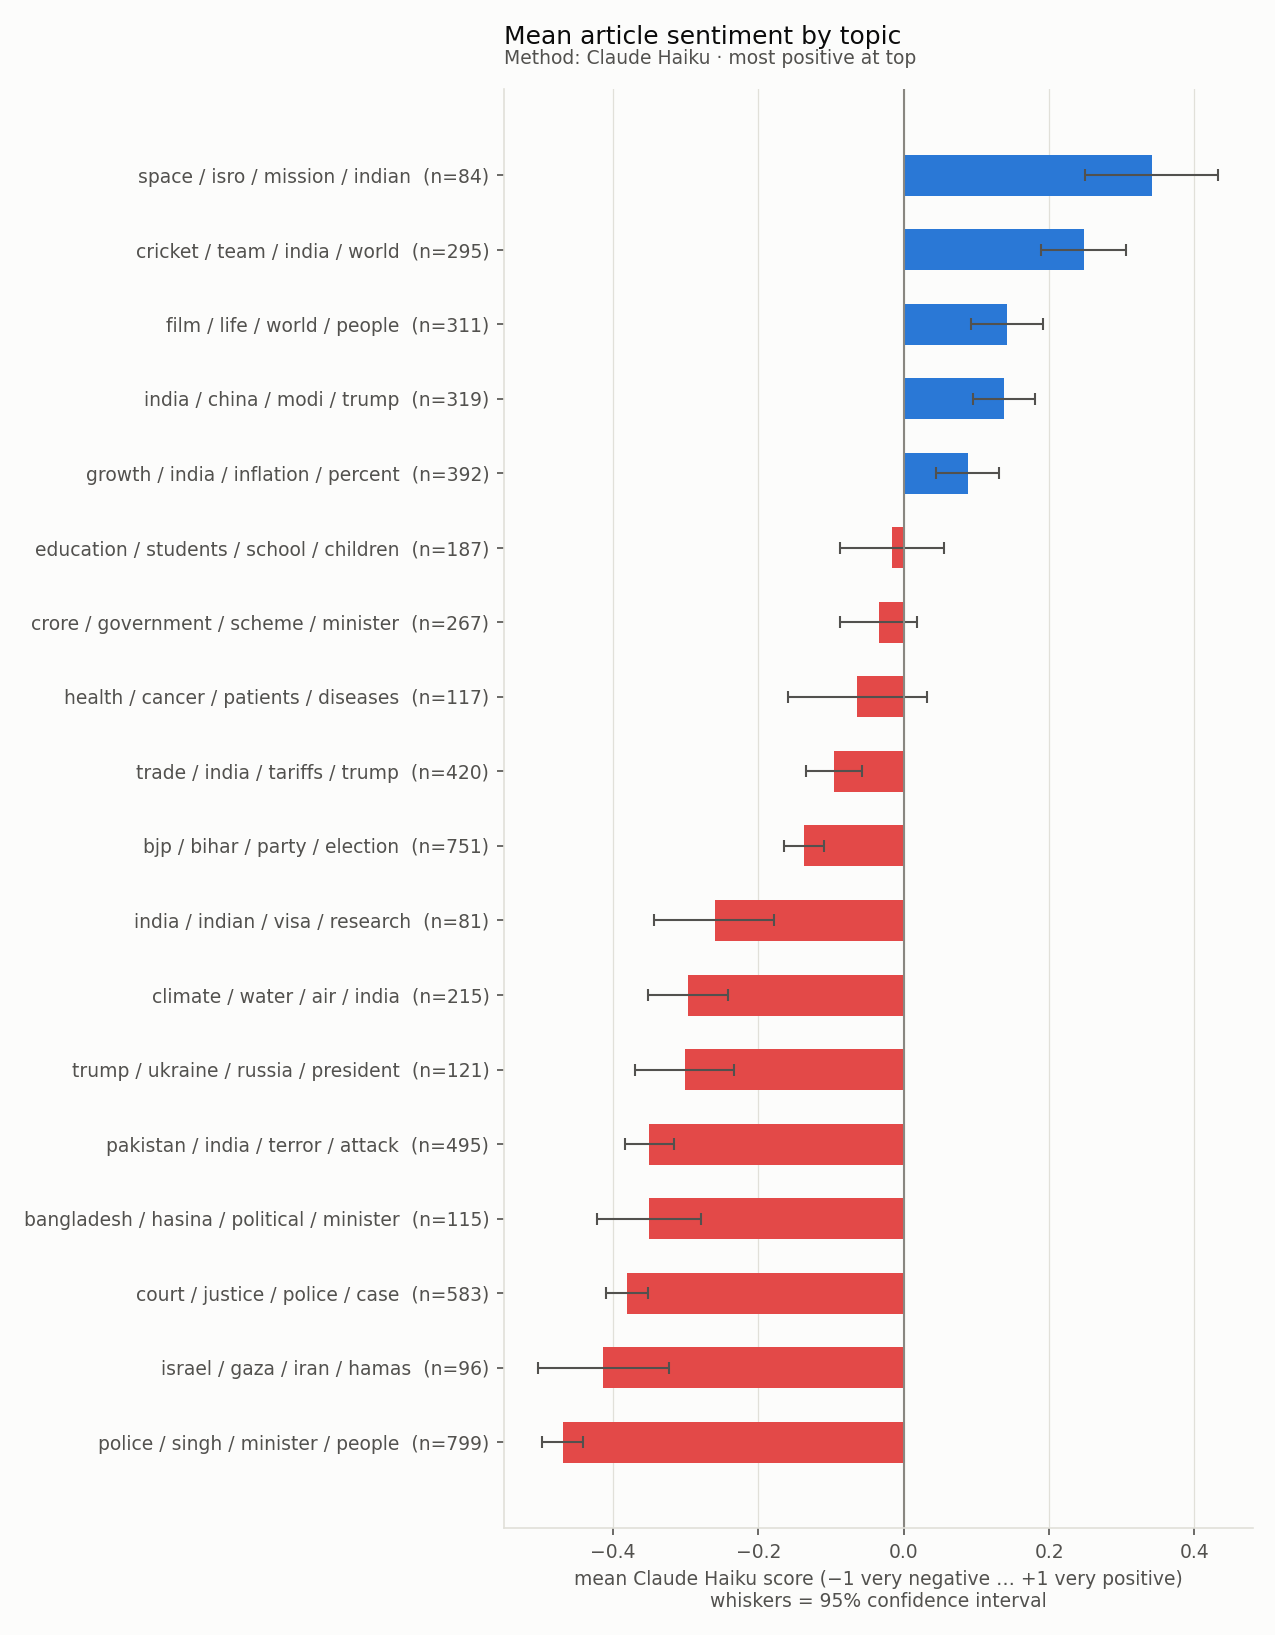 Mean article sentiment by topic
Method: Claude Haiku · most positive at top
space / isro / mission / indian  (n=84)
cricket / team / india / world  (n=295)
film / life / world / people  (n=311)
india / china / modi / trump  (n=319)
growth / india / inflation / percent  (n=392)
education / students / school / children  (n=187)
crore / government / scheme / minister  (n=267)
health / cancer / patients / diseases  (n=117)
trade / india / tariffs / trump  (n=420)
bjp / bihar / party / election  (n=751)
india / indian / visa / research  (n=81)
climate / water / air / india  (n=215)
trump / ukraine / russia / president  (n=121)
pakistan / india / terror / attack  (n=495)
bangladesh / hasina / political / minister  (n=115)
court / justice / police / case  (n=583)
israel / gaza / iran / hamas  (n=96)
police / singh / minister / people  (n=799)
−0.4 −0.2 0.0 0.2 0.4
mean Claude Haiku score (−1 very negative … +1 very positive)
whiskers = 95% confidence interval